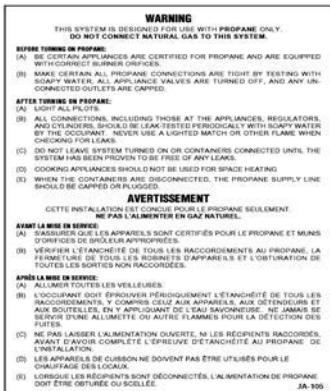 WARNING
THIS SYSTEM IS DESIGNED FOR USE WITH PROPANE ONLY.
DO NOT CONNECT NATURAL GAS TO THIS SYSTEM.
BEFORE TURNING ON PROPANE:
(A) BE CERTAIN APPLIANCES ARE CERTIFIED FOR PROPANE AND ARE EQUIPPED
WITH CORRECT BURNER ORIFICES.
(B) MAKE CERTAIN ALL PROPANE CONNECTIONS ARE TIGHT BY TESTING WITH
SOAPY WATER, ALL APPLIANCE VALVES ARE TURNED OFF, AND ANY UN-
CONNECTED OUTLETS ARE CAPPED.
AFTER TURNING ON PROPANE:
(A) LIGHT ALL PILOTS.
(B) ALL CONNECTIONS, INCLUDING THOSE AT THE APPLIANCES, REGULATORS,
AND CYLINDERS, SHOULD BE LEAK-TESTED PERIODICALLY WITH SOAPY WATER
BY THE OCCUPANT. NEVER USE A LIGHTED MATCH OR OTHER FLAME WHEN
CHECKING FOR LEAKS.
(C) DO NOT LEAVE SYSTEM TURNED ON OR CONTAINERS CONNECTED UNTIL THE
SYSTEM HAS BEEN PROVEN TO BE FREE OF ANY LEAKS.
(D) COOKING APPLIANCES SHOULD NOT BE USED FOR SPACE HEATING
(E) WHEN THE CONTAINERS ARE DISCONNECTED, THE PROPANE SUPPLY LINE
SHOULD BE CAPPED OR PLUGGED.
AVERTISSEMENT
CETTE INSTALLATION EST CONÇUE POUR LE PROPANE SEULEMENT.
NE PAS L'ALIMENTER EN GAZ NATUREL.
AVANT LA MISE EN SERVICE:
(A) S'ASSURER QUE LES APPAREILS SONT CERTIFIÉS POUR LE PROPANE ET MUNIS
D'ORIFICES DE BRÛLEUR APPROPRIÉS.
(B) VÉRIFIER L'ÉTANCHÉITÉ DE TOUS LES RACCORDEMENTS AU PROPANE, LA
FERMETURE DE TOUS LES ROBINETS D'APPAREILS ET L'OBTURATION DE
TOUTES LES SORTIES NON RACCORDÉES.
APRÈS LA MISE EN SERVICE:
(A) ALLUMER TOUTES LES VEILLEUSES.
(B) L'OCCUPANT DOIT ÉPROUVER PÉRIODIQUEMENT L'ÉTANCHÉITÉ DE TOUS LES
RACCORDEMENTS, Y COMPRIS CEUX AUX APPAREILS, AUX DÉTENDEURS ET
AUX BOUTEILLES, EN Y APPLIQUANT DE L'EAU SAVONNEUSE. NE JAMAIS SE
SERVIR D'UNE ALLUMETTE OU AUTRE FLAMMES POUR LA DÉTECTION DES
FUITES.
(C) NE PAS LAISSER L'ALIMENTATION OUVERTE, NI LES RÉCIPIENTS RACCORDÉS,
AVANT D'AVOIR COMPLÉTÉ L'ÉPREUVE D'ÉTANCHÉITÉ AU PROPANE DE
L'INSTALLATION.
(D) LES APPAREILS DE CUISSON NE DOIVENT PAS ÊTRE UTILISÉS POUR LE
CHAUFFAGE DES LOCAUX.
(E) LORSQUE LES RÉCIPIENTS SONT DÉCONNECTÉS, L'ALIMENTATION DE PROPANE
DOIT ÊTRE OBTURÉE OU SCELLÉE.
JA-990